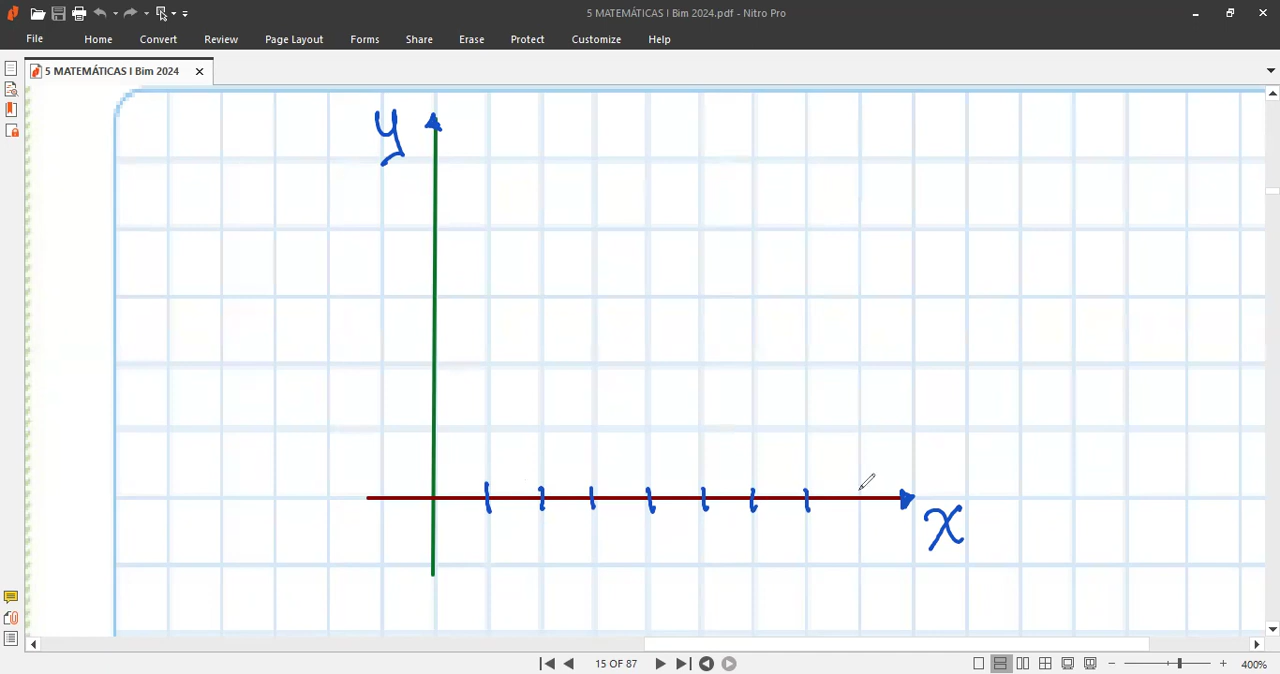 5 MATEMÁTICAS I Bim 2024.pdf - Nitro Pro
File Home Convert Review Page Layout Forms Share Erase Protect Customize Help
5 MATEMÁTICAS I Bim 2024
y
x
15 OF 87
400%